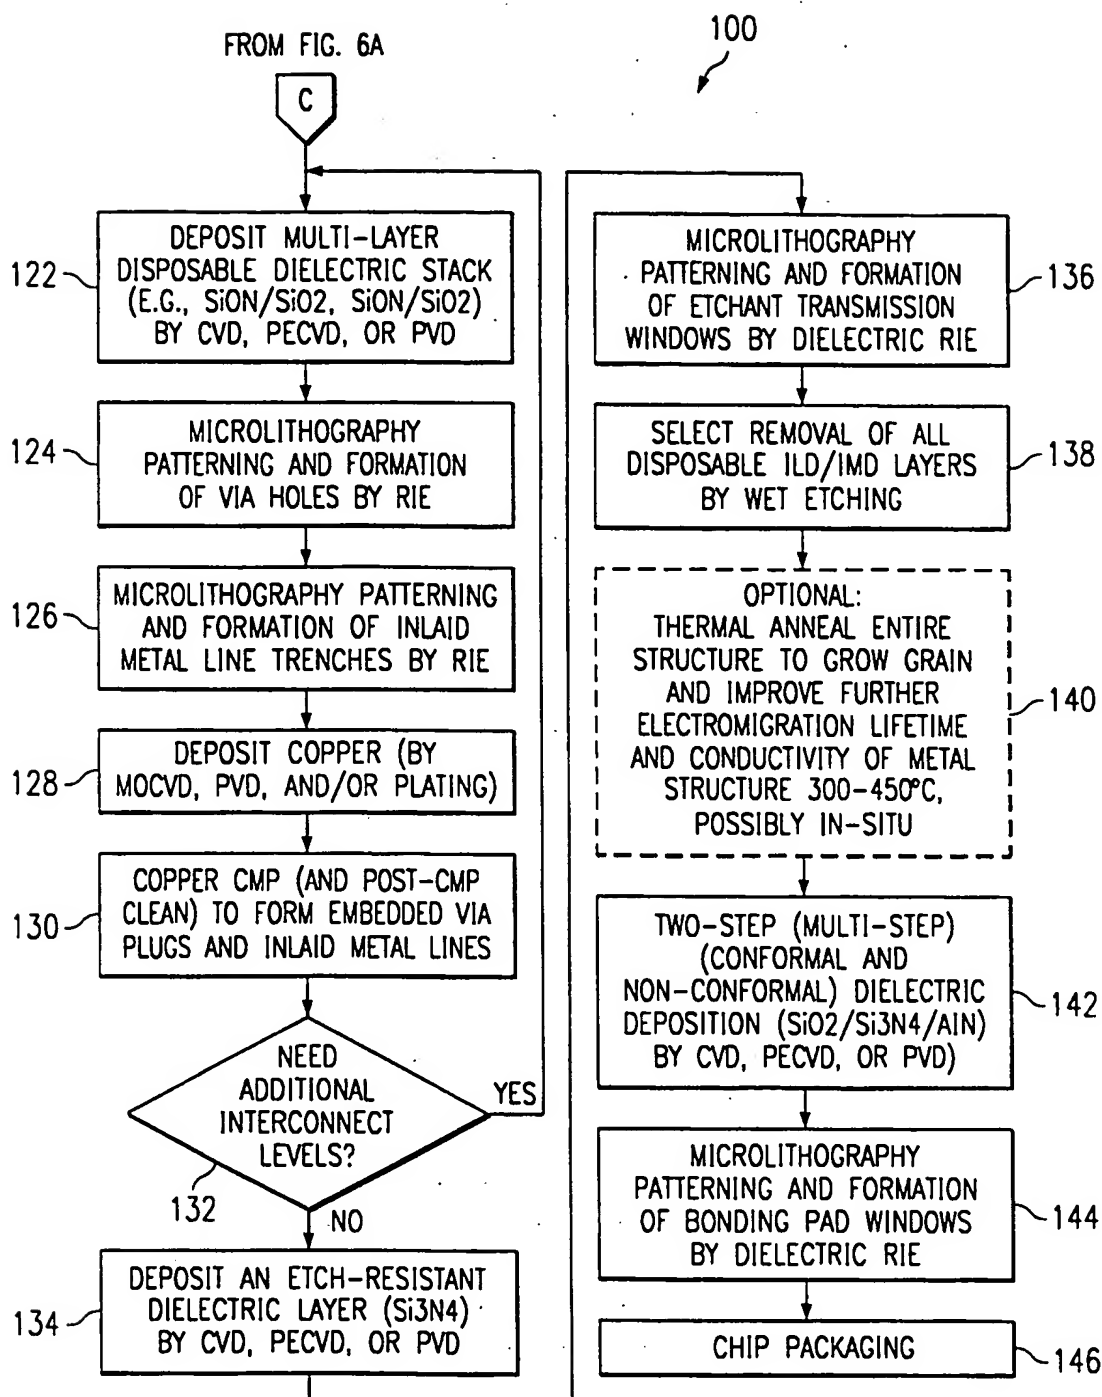 FROM FIG. 6A
100
C
122
DEPOSIT MULTI-LAYER
DISPOSABLE DIELECTRIC STACK
(E.G., SiON/SiO2, SiON/SiO2)
BY CVD, PECVD, OR PVD
124
MICROLITHOGRAPHY
PATTERNING AND FORMATION
OF VIA HOLES BY RIE
126
MICROLITHOGRAPHY PATTERNING
AND FORMATION OF INLAID
METAL LINE TRENCHES BY RIE
128
DEPOSIT COPPER (BY
MOCVD, PVD, AND/OR PLATING)
130
COPPER CMP (AND POST-CMP
CLEAN) TO FORM EMBEDDED VIA
PLUGS AND INLAID METAL LINES
NEED
ADDITIONAL
INTERCONNECT
LEVELS?
YES
132
NO
134
DEPOSIT AN ETCH-RESISTANT
DIELECTRIC LAYER (Si3N4)
BY CVD, PECVD, OR PVD
MICROLITHOGRAPHY
PATTERNING AND FORMATION
OF ETCHANT TRANSMISSION
WINDOWS BY DIELECTRIC RIE
136
SELECT REMOVAL OF ALL
DISPOSABLE ILD/IMD LAYERS
BY WET ETCHING
138
OPTIONAL:
THERMAL ANNEAL ENTIRE
STRUCTURE TO GROW GRAIN
AND IMPROVE FURTHER
ELECTROMIGRATION LIFETIME
AND CONDUCTIVITY OF METAL
STRUCTURE 300-450°C,
POSSIBLY IN-SITU
140
TWO-STEP (MULTI-STEP)
(CONFORMAL AND
NON-CONFORMAL) DIELECTRIC
DEPOSITION (SiO2/Si3N4/AlN)
BY CVD, PECVD, OR PVD)
142
MICROLITHOGRAPHY
PATTERNING AND FORMATION
OF BONDING PAD WINDOWS
BY DIELECTRIC RIE
144
CHIP PACKAGING
146